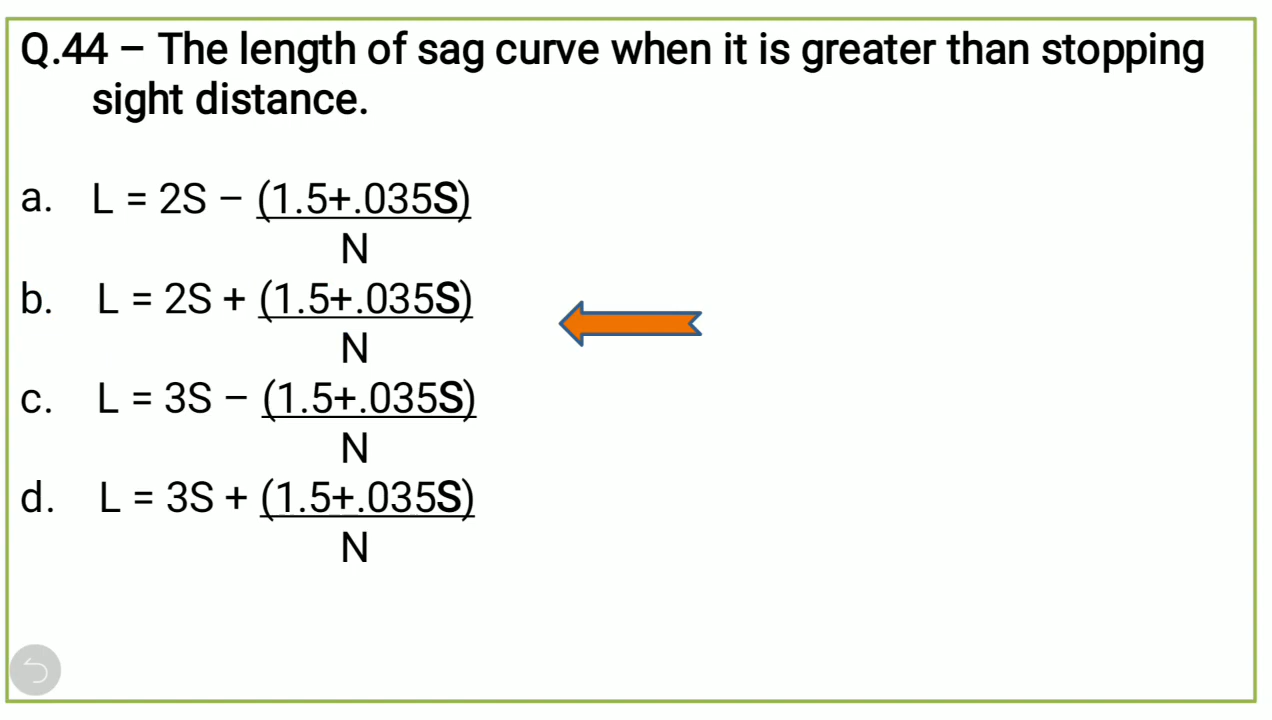 Q.44 – The length of sag curve when it is greater than stopping
sight distance.
a. L = 2S – (1.5+.035S)
N
b. L = 2S + (1.5+.035S)
N
c. L = 3S – (1.5+.035S)
N
d. L = 3S + (1.5+.035S)
N